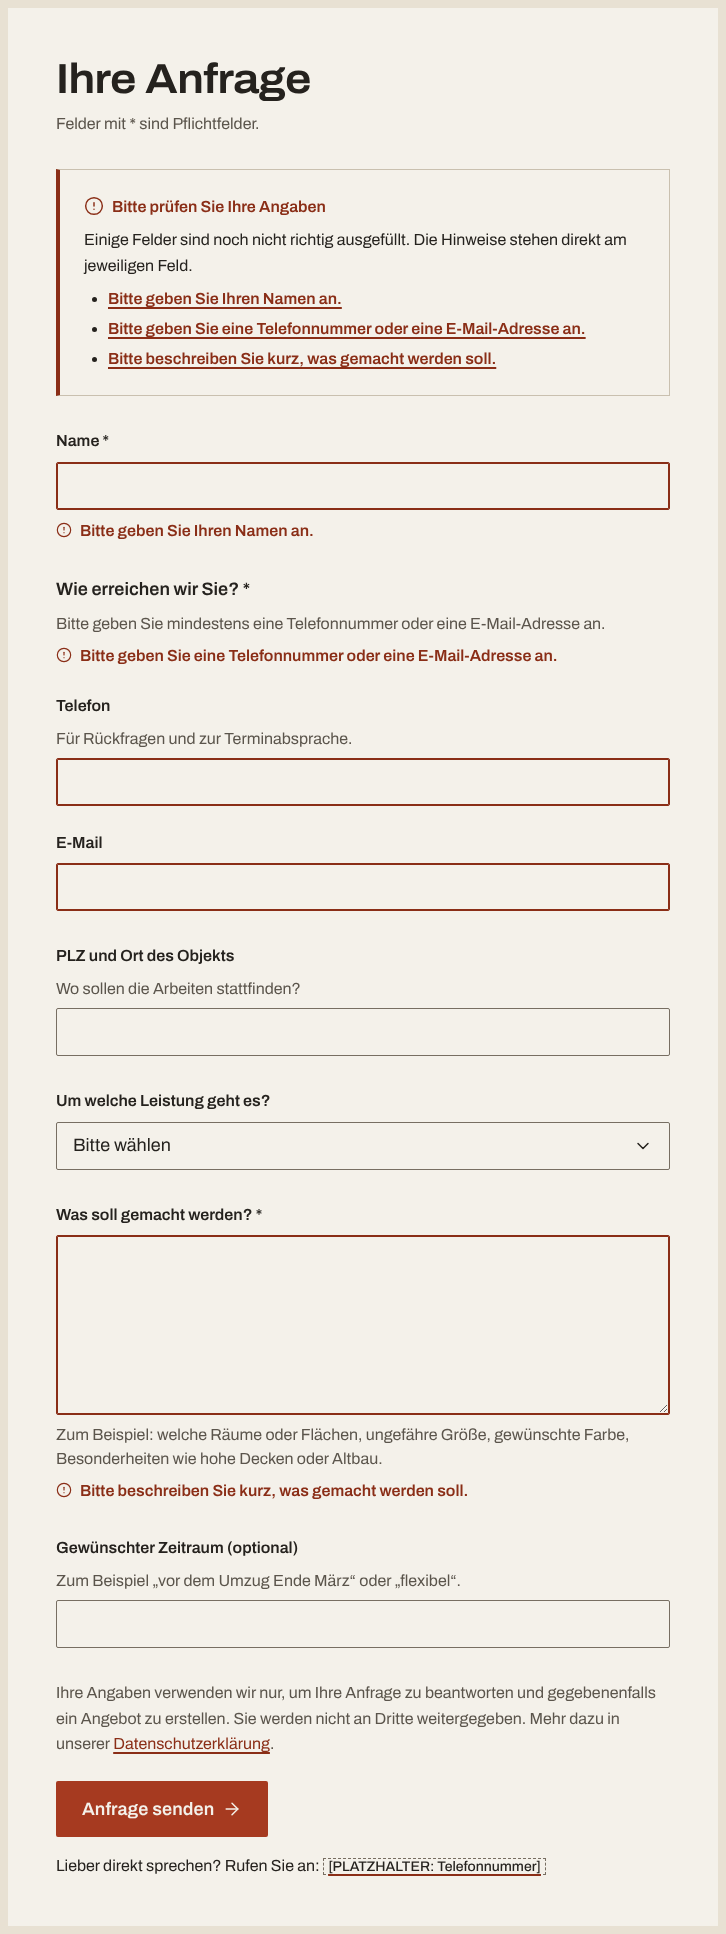 Ihre Anfrage
Felder mit * sind Pflichtfelder.
Bitte prüfen Sie Ihre Angaben
Einige Felder sind noch nicht richtig ausgefüllt. Die Hinweise stehen direkt am
jeweiligen Feld.
Bitte geben Sie Ihren Namen an.
Bitte geben Sie eine Telefonnummer oder eine E-Mail-Adresse an.
Bitte beschreiben Sie kurz, was gemacht werden soll.
Name *
Bitte geben Sie Ihren Namen an.
Wie erreichen wir Sie? *
Bitte geben Sie mindestens eine Telefonnummer oder eine E-Mail-Adresse an.
Bitte geben Sie eine Telefonnummer oder eine E-Mail-Adresse an.
Telefon
Für Rückfragen und zur Terminabsprache.
E-Mail
PLZ und Ort des Objekts
Wo sollen die Arbeiten stattfinden?
Um welche Leistung geht es?
Bitte wählen
Was soll gemacht werden? *
Zum Beispiel: welche Räume oder Flächen, ungefähre Größe, gewünschte Farbe,
Besonderheiten wie hohe Decken oder Altbau.
Bitte beschreiben Sie kurz, was gemacht werden soll.
Gewünschter Zeitraum (optional)
Zum Beispiel „vor dem Umzug Ende März“ oder „flexibel“.
Ihre Angaben verwenden wir nur, um Ihre Anfrage zu beantworten und gegebenenfalls
ein Angebot zu erstellen. Sie werden nicht an Dritte weitergegeben. Mehr dazu in
unserer Datenschutzerklärung.
Anfrage senden
Lieber direkt sprechen? Rufen Sie an: [PLATZHALTER: Telefonnummer]